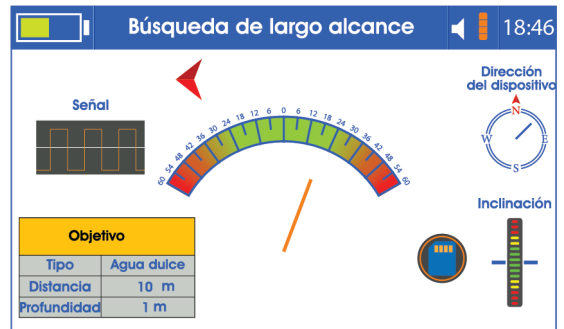 Búsqueda de largo alcance
18:46
Dirección
del dispositivo
N
W
E
S
Señal
60 54 48 42 36 30 24 18 12 6 0 6 12 18 24 30 36 42 48 54 60
Inclinación
Objetivo
Tipo Agua dulce
Distancia 10 m
Profundidad 1 m